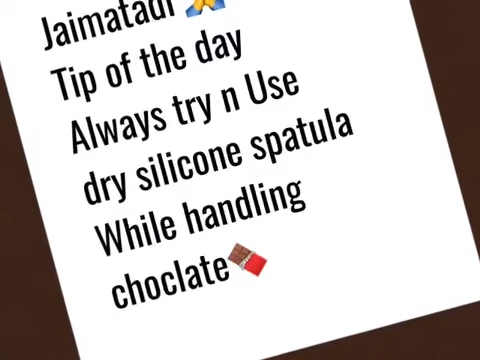 Jaimatadi 🙏
Tip of the day
Always try n Use
dry silicone spatula
While handling
choclate🍫